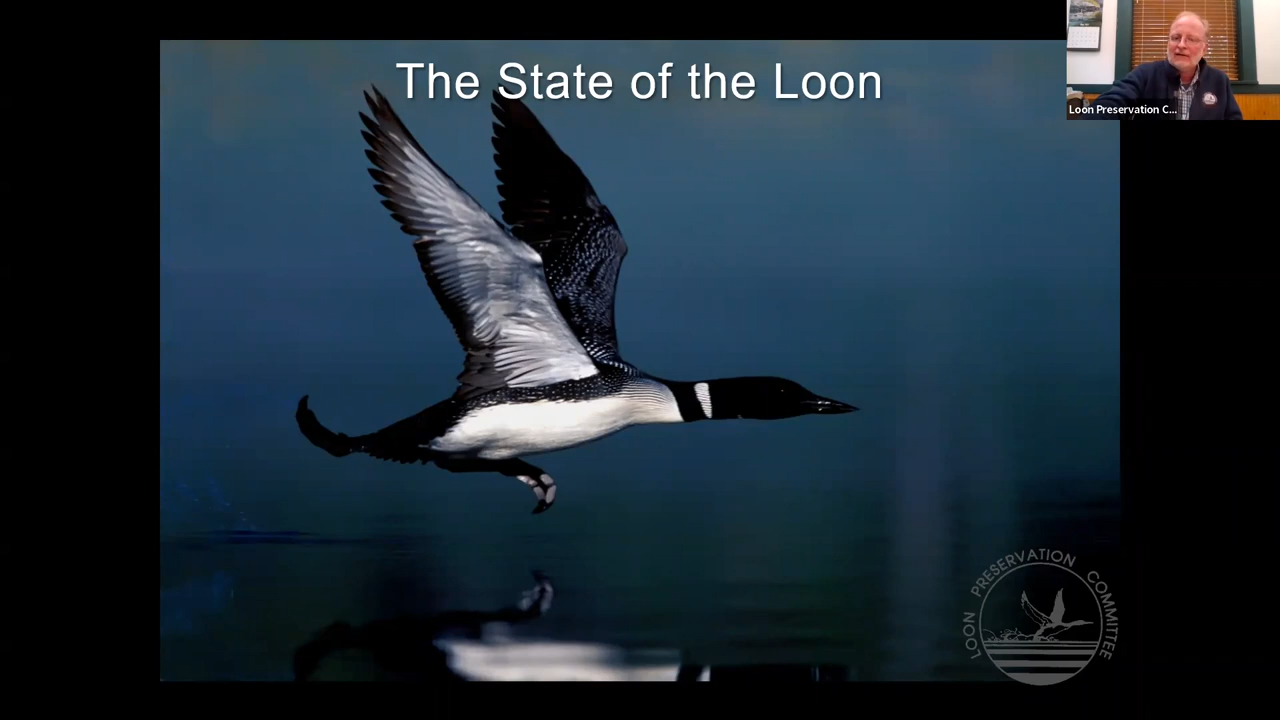 The State of the Loon
Loon Preservation C...
LOON PRESERVATION COMMITTEE